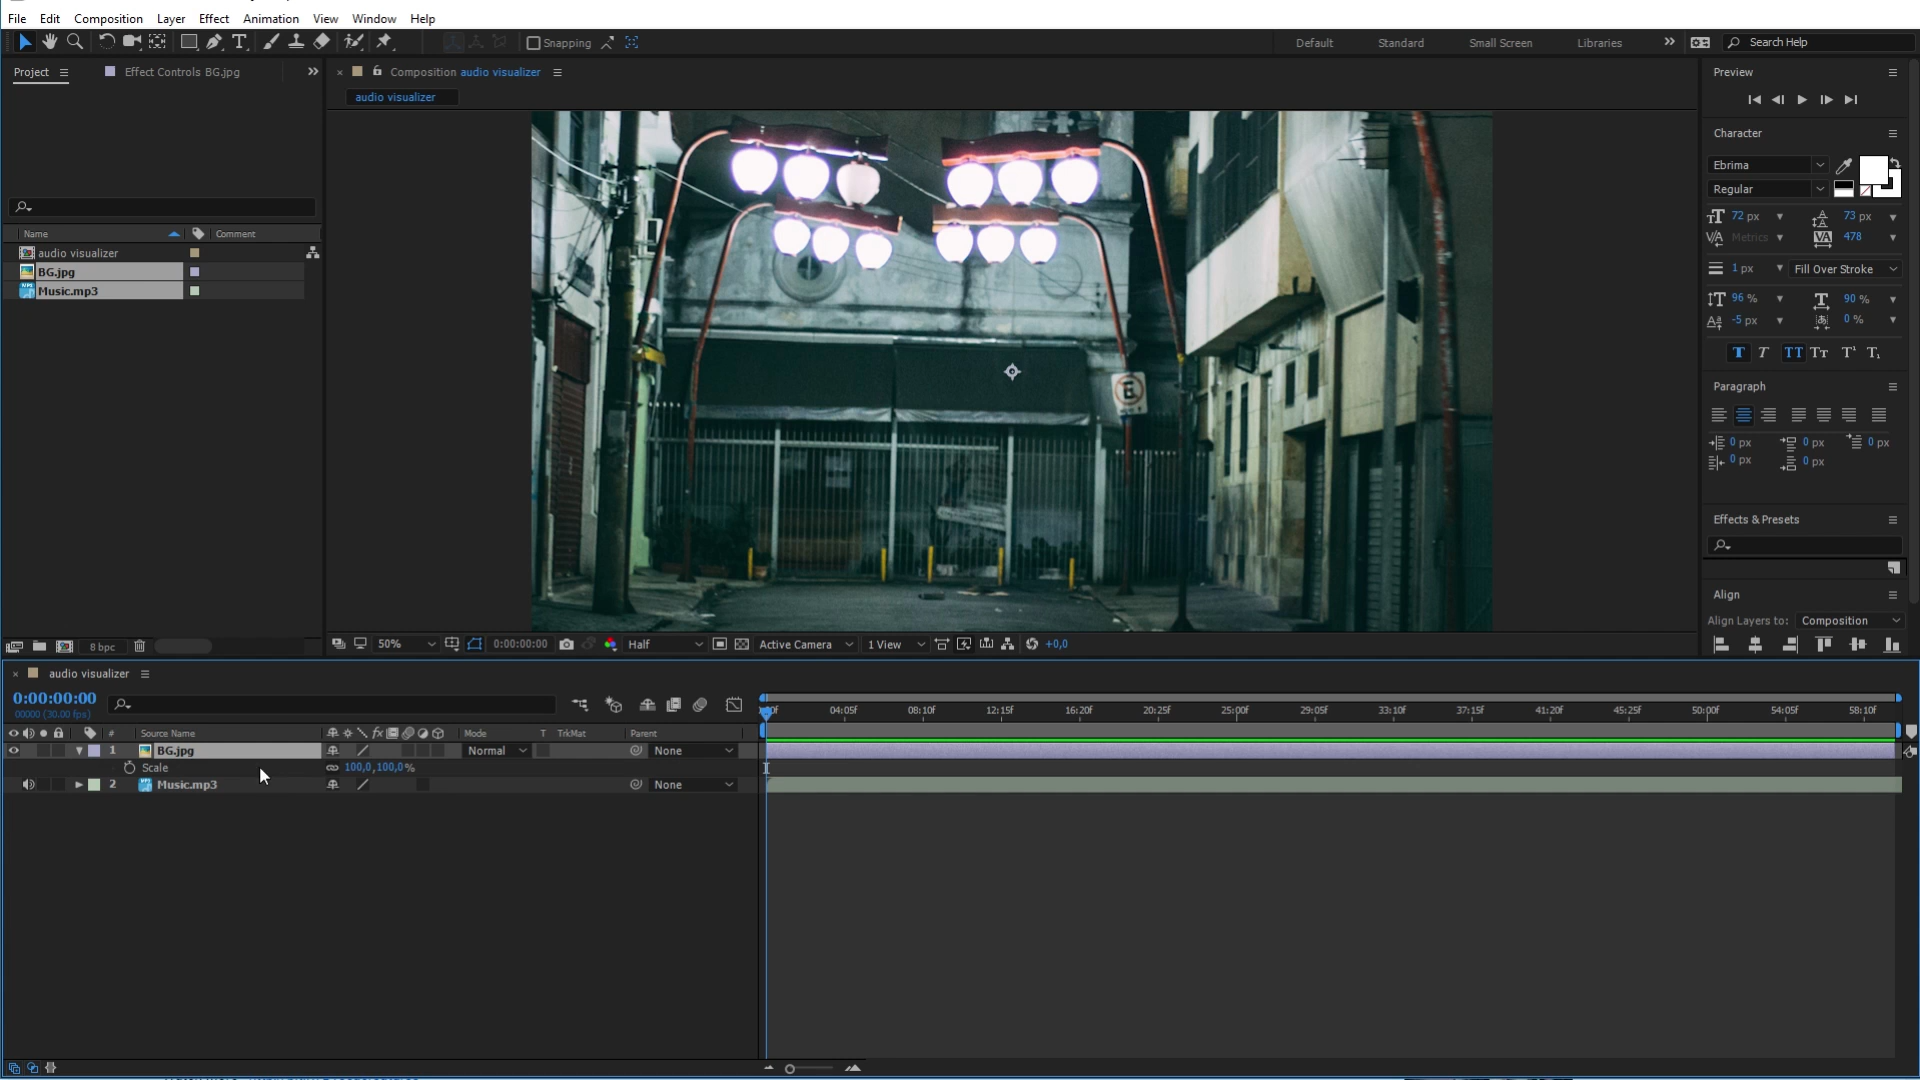 File Edit Composition Layer Effect Animation View Window Help
Snapping
Default Standard Small Screen Libraries
Search Help
Project
Effect Controls BG.jpg
Composition audio visualizer
audio visualizer
Name Comment
audio visualizer
BG.jpg
Music.mp3
8 bpc
50%
0:00:00:00
Half
Active Camera
1 View
+0,0
Preview
Character
Ebrima
Regular
72 px
73 px
Metrics
478
1 px
Fill Over Stroke
96 %
90 %
-5 px
0 %
Paragraph
0 px 0 px 0 px
0 px 0 px
Effects & Presets
Align
Align Layers to: Composition
audio visualizer
0:00:00:00
00000 (30.00 fps)
04:05f 08:10f 12:15f 16:20f 20:25f 25:00f 29:05f 33:10f 37:15f 41:20f 45:25f 50:00f 54:05f 58:10f
# Source Name Mode T TrkMat Parent
1 BG.jpg Normal None
Scale 100,0,100,0%
2 Music.mp3 None